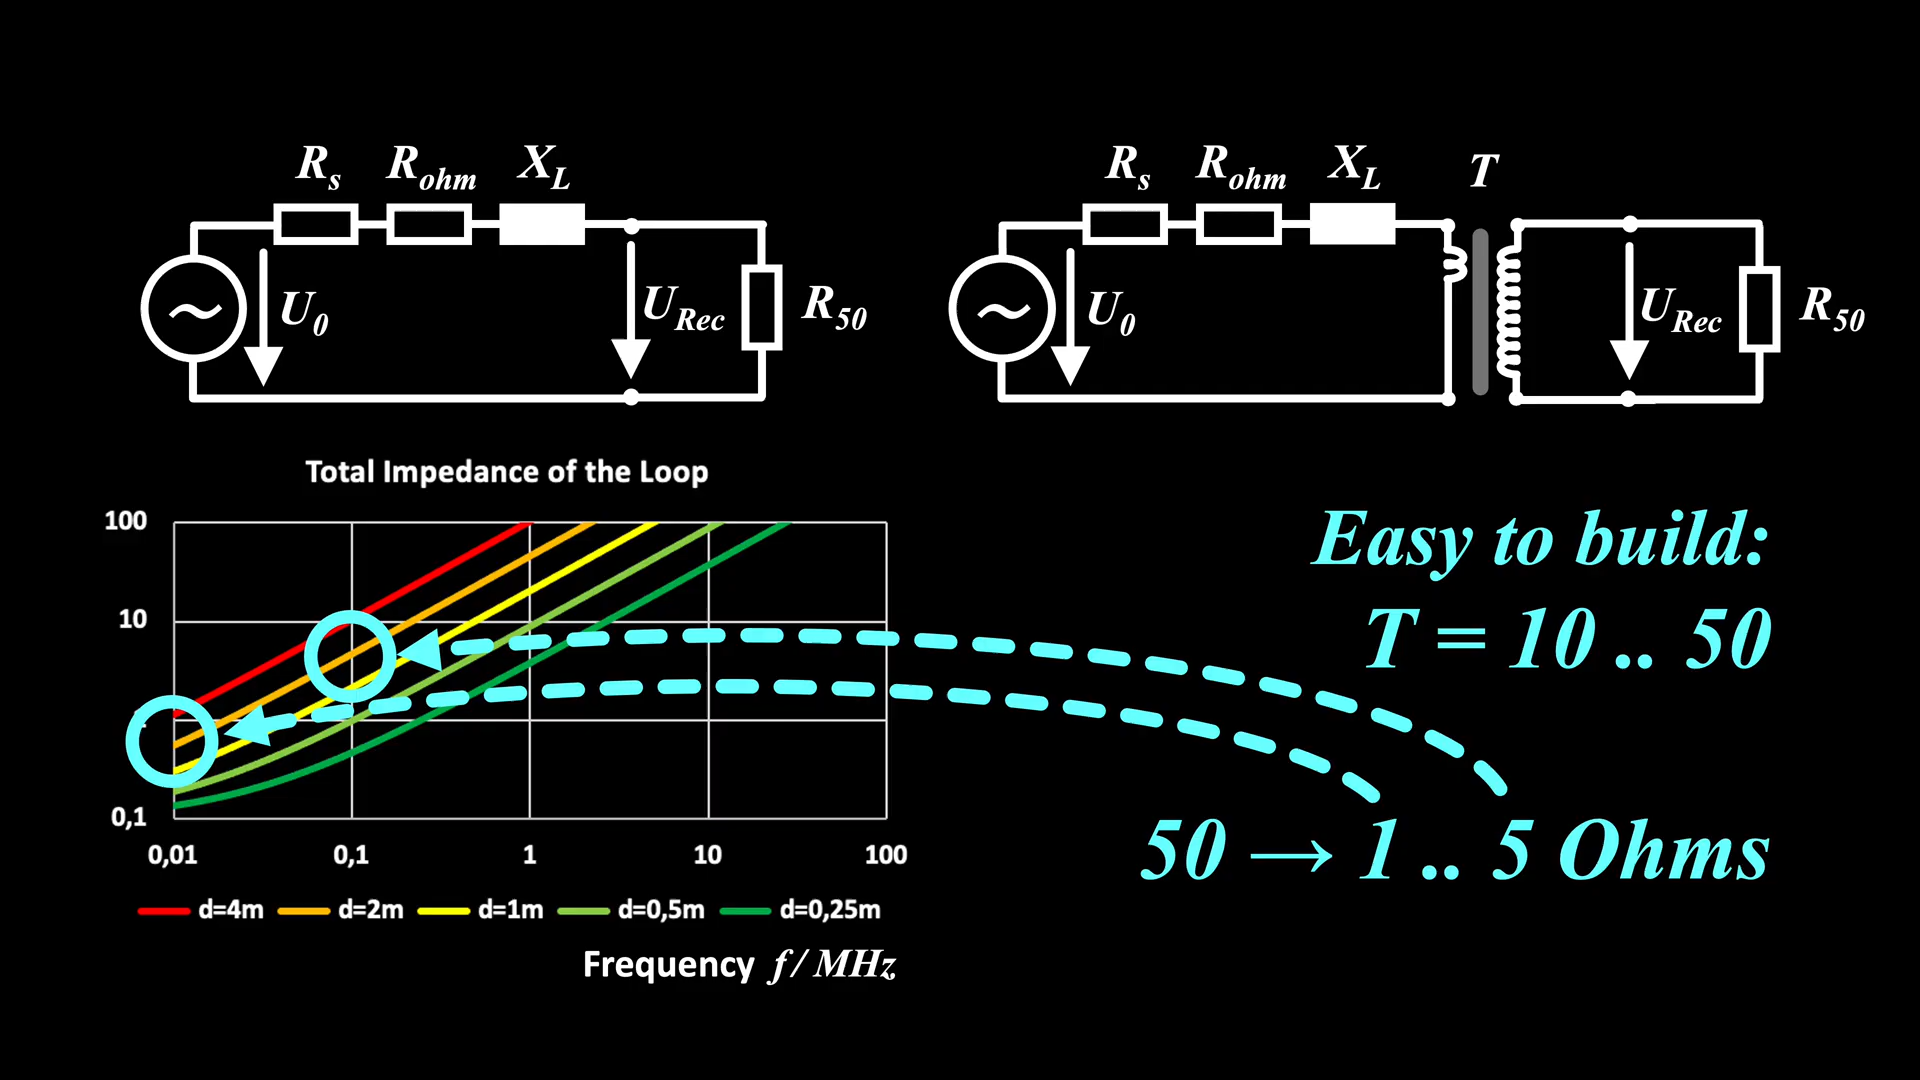 Rs Rohm XL
U0 URec R50
Rs Rohm XL T
U0 URec R50
Total Impedance of the Loop
100
10
0,1
0,01 0,1 1 10 100
d=4m d=2m d=1m d=0,5m d=0,25m
Frequency f / MHz
Easy to build:
T = 10 .. 50
50 → 1 .. 5 Ohms